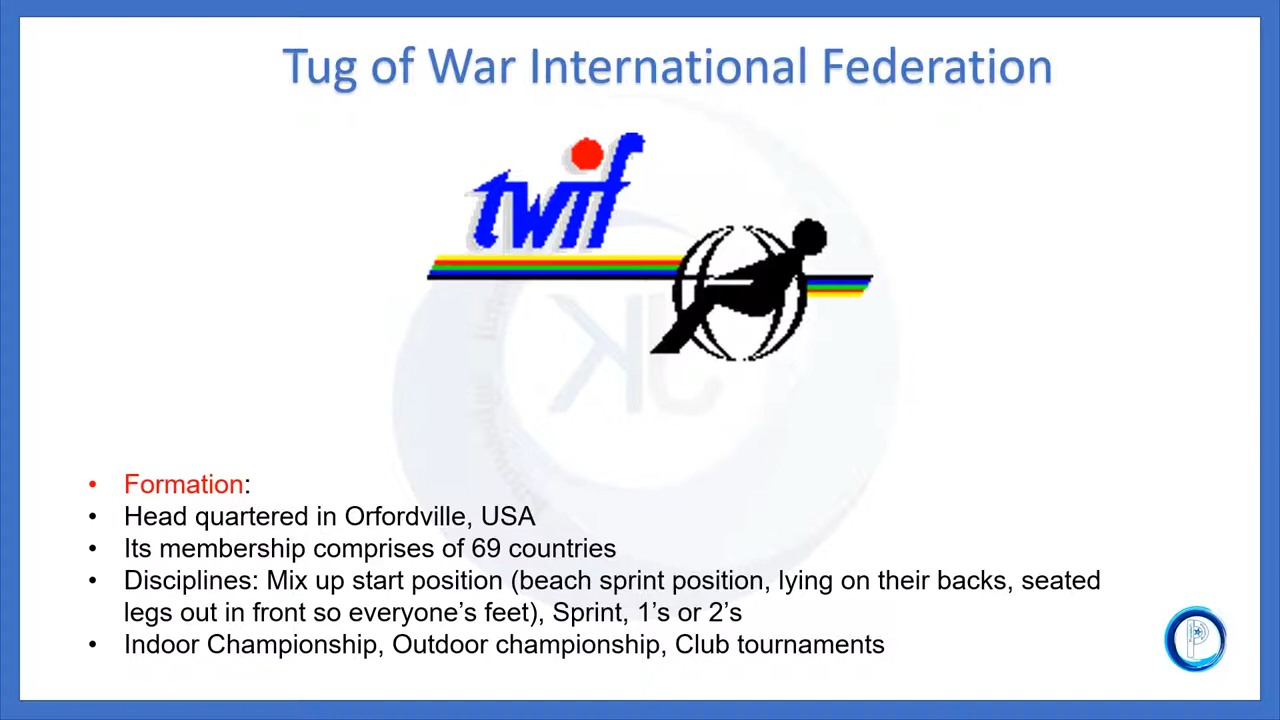 Tug of War International Federation
twif
• Formation:
• Head quartered in Orfordville, USA
• Its membership comprises of 69 countries
• Disciplines: Mix up start position (beach sprint position, lying on their backs, seated
legs out in front so everyone’s feet), Sprint, 1’s or 2’s
• Indoor Championship, Outdoor championship, Club tournaments